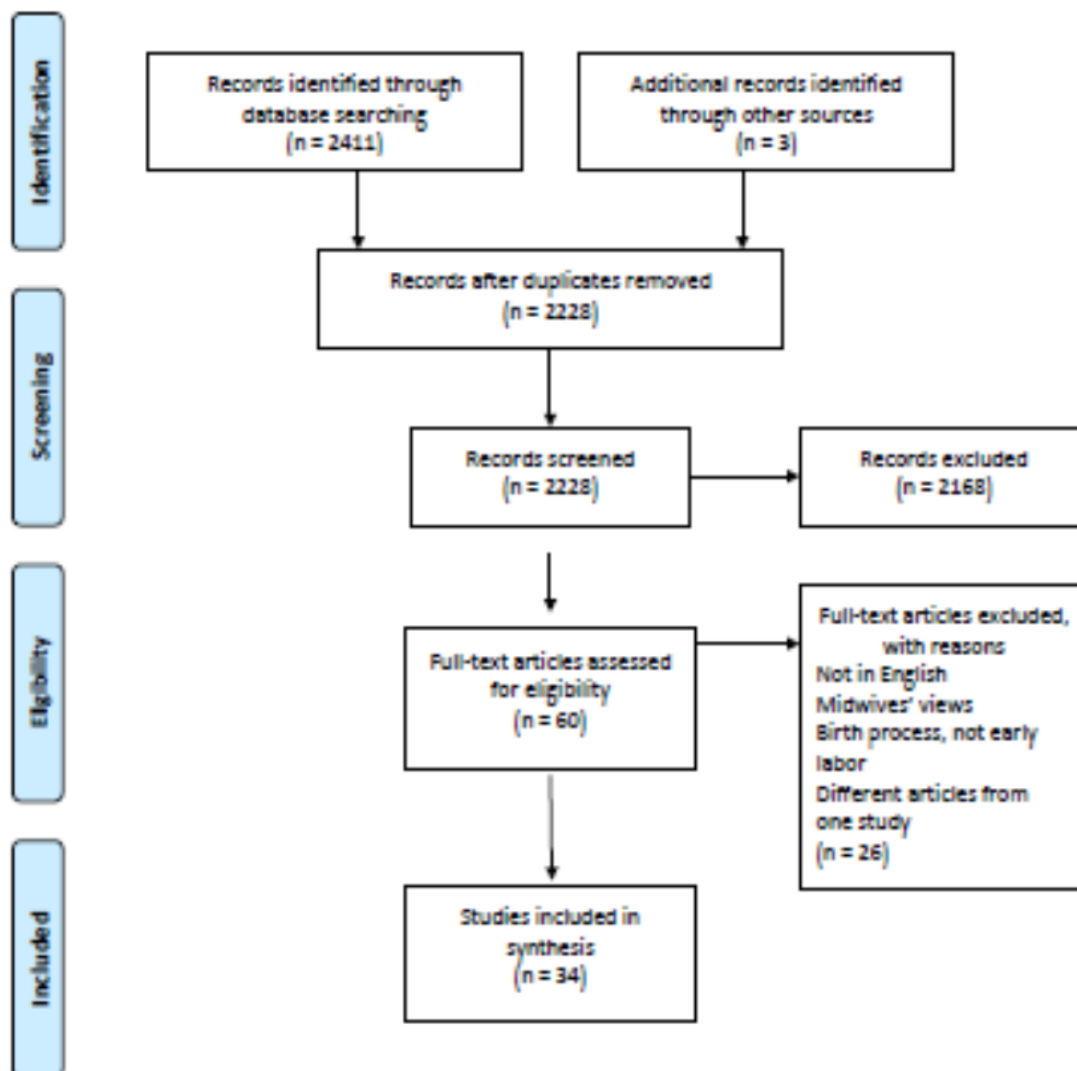 Identification
Records identified through
database searching
(n = 2411)
Additional records identified
through other sources
(n = 3)
Records after duplicates removed
(n = 2228)
Screening
Records screened
(n = 2228)
Records excluded
(n = 2168)
Eligibility
Full-text articles assessed
for eligibility
(n = 60)
Full-text articles excluded,
with reasons
Not in English
Midwives' views
Birth process, not early
labor
Different articles from
one study
(n = 26)
Included
Studies included in
synthesis
(n = 34)